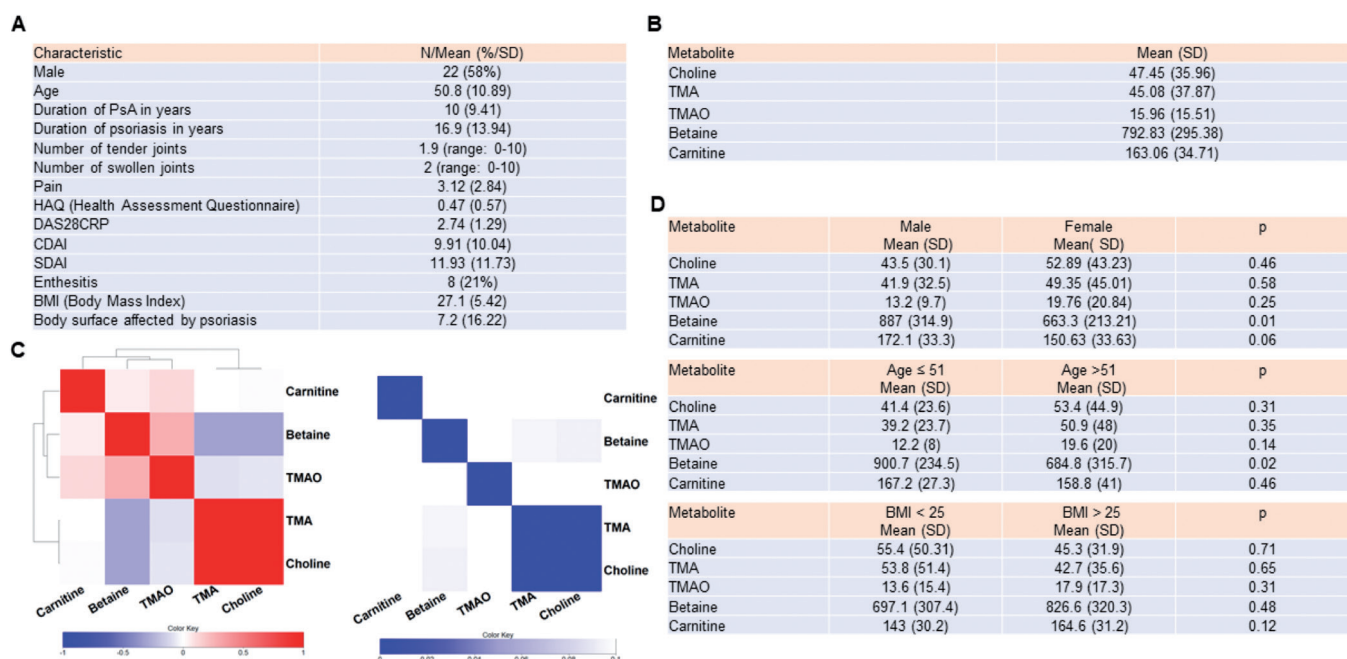 A
Characteristic N/Mean (%/SD)
Male 22 (58%)
Age 50.8 (10.89)
Duration of PsA in years 10 (9.41)
Duration of psoriasis in years 16.9 (13.94)
Number of tender joints 1.9 (range: 0-10)
Number of swollen joints 2 (range: 0-10)
Pain 3.12 (2.84)
HAQ (Health Assessment Questionnaire) 0.47 (0.57)
DAS28CRP 2.74 (1.29)
CDAI 9.91 (10.04)
SDAI 11.93 (11.73)
Enthesitis 8 (21%)
BMI (Body Mass Index) 27.1 (5.42)
Body surface affected by psoriasis 7.2 (16.22)
B
Metabolite Mean (SD)
Choline 47.45 (35.96)
TMA 45.08 (37.87)
TMAO 15.96 (15.51)
Betaine 792.83 (295.38)
Carnitine 163.06 (34.71)
C
Carnitine
Betaine
TMAO
TMA
Choline
Carnitine Betaine TMAO TMA Choline
Color Key
-1 -0.5 0 0.5 1
Carnitine
Betaine
TMAO
TMA
Choline
Carnitine Betaine TMAO TMA Choline
Color Key
0 0.02 0.04 0.06 0.08 0.1
D
Metabolite Male Female p
Mean (SD) Mean( SD)
Choline 43.5 (30.1) 52.89 (43.23) 0.46
TMA 41.9 (32.5) 49.35 (45.01) 0.58
TMAO 13.2 (9.7) 19.76 (20.84) 0.25
Betaine 887 (314.9) 663.3 (213.21) 0.01
Carnitine 172.1 (33.3) 150.63 (33.63) 0.06
Metabolite Age ≤ 51 Age >51 p
Mean (SD) Mean (SD)
Choline 41.4 (23.6) 53.4 (44.9) 0.31
TMA 39.2 (23.7) 50.9 (48) 0.35
TMAO 12.2 (8) 19.6 (20) 0.14
Betaine 900.7 (234.5) 684.8 (315.7) 0.02
Carnitine 167.2 (27.3) 158.8 (41) 0.46
Metabolite BMI < 25 BMI > 25 p
Mean (SD) Mean (SD)
Choline 55.4 (50.31) 45.3 (31.9) 0.71
TMA 53.8 (51.4) 42.7 (35.6) 0.65
TMAO 13.6 (15.4) 17.9 (17.3) 0.31
Betaine 697.1 (307.4) 826.6 (320.3) 0.48
Carnitine 143 (30.2) 164.6 (31.2) 0.12